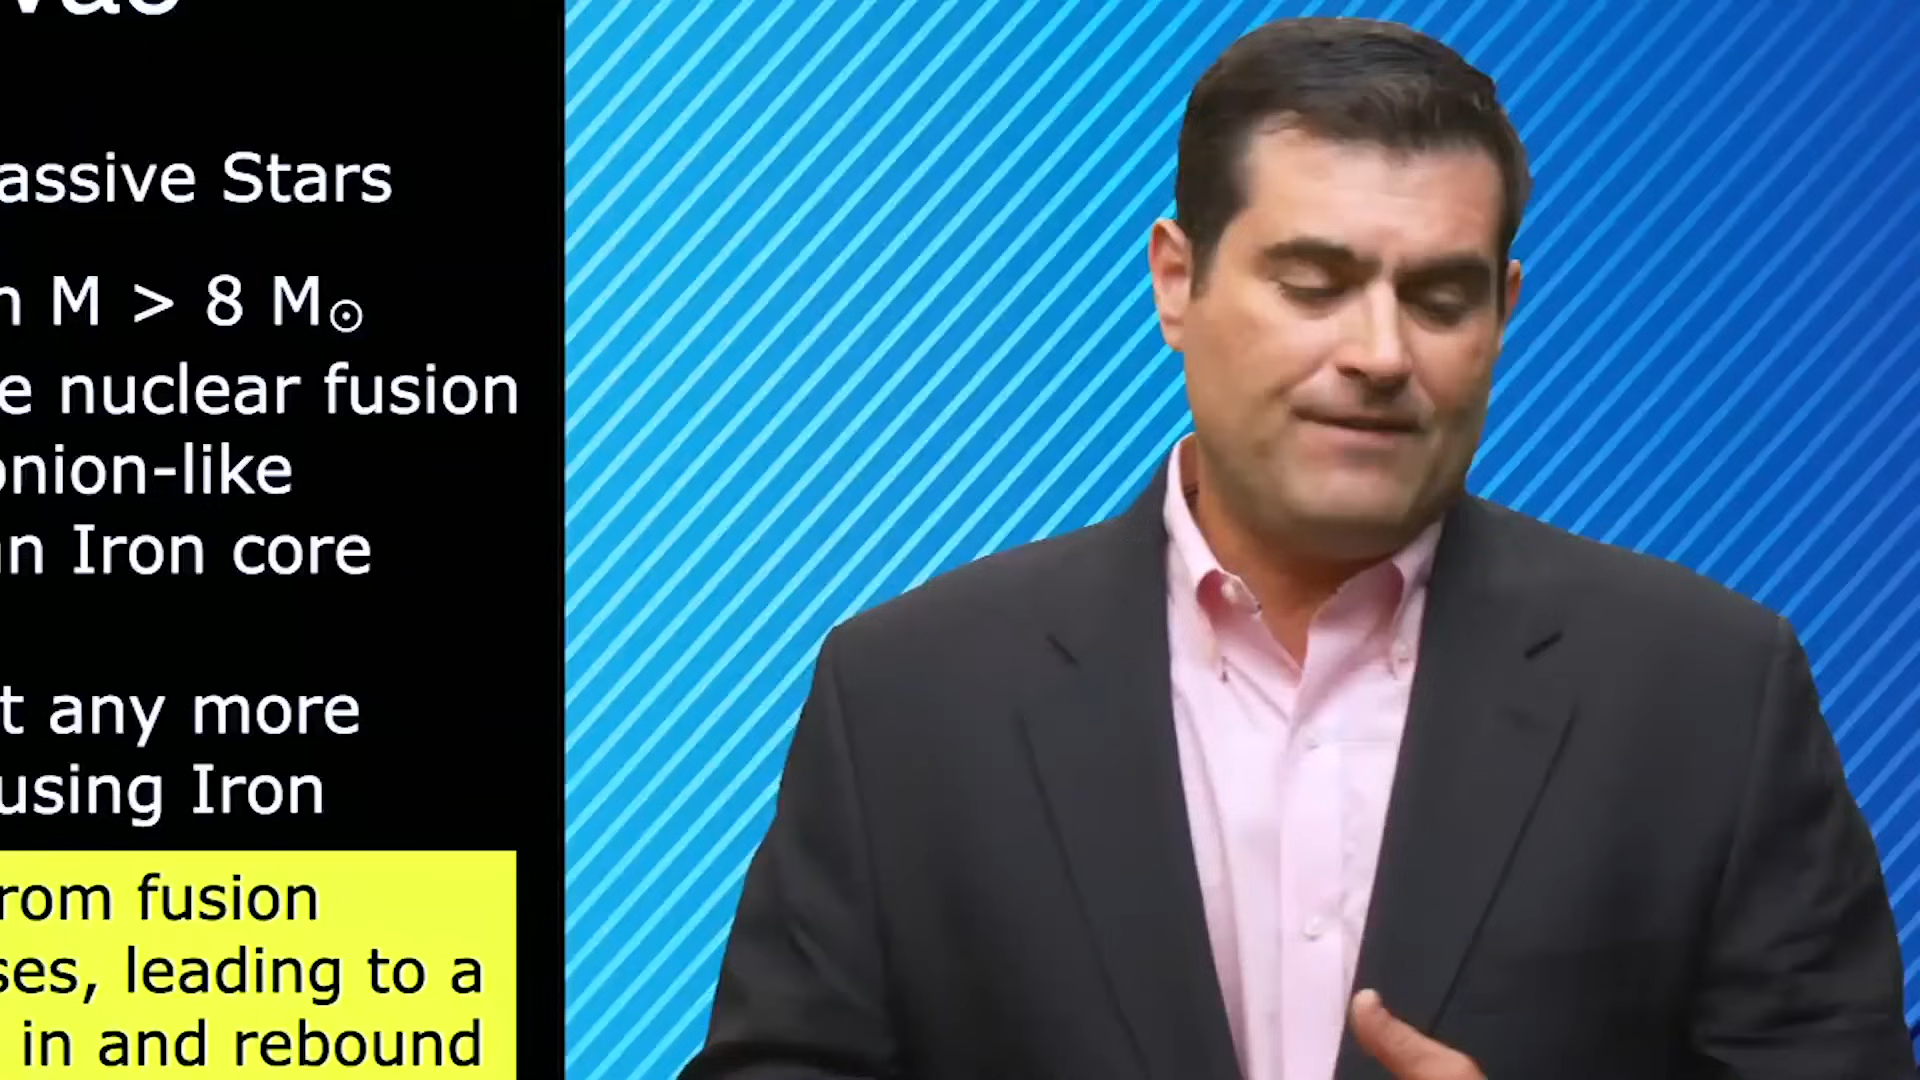 assive Stars
M > 8 M☉
e nuclear fusion
onion-like
n Iron core
t any more
using Iron
rom fusion
ses, leading to a
in and rebound